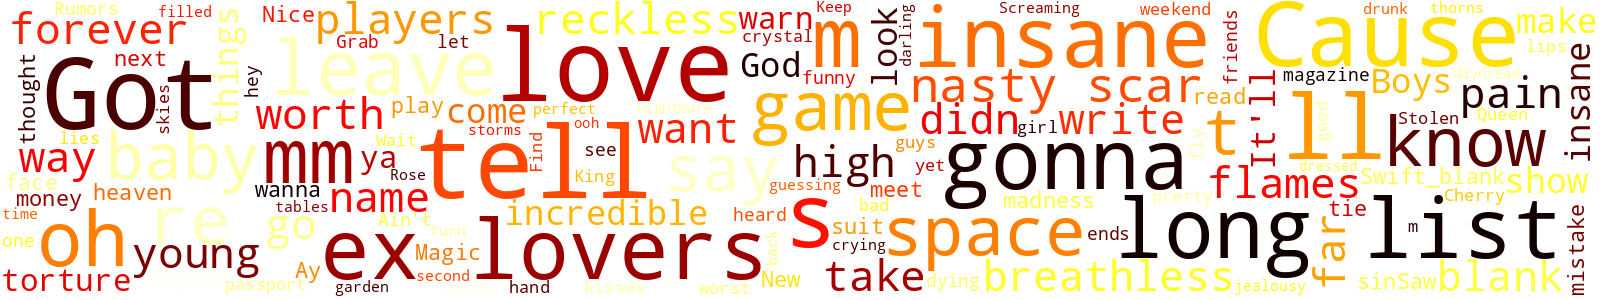 Rumors
filled
Nice
players
reckless
warn
Keep
Screaming
weekend
drunk
thorns
forever
things
Grab
let
love
crystal
m
insane
Cause
make
next
leave
God
look
darling
friends
lips
thought
Got
hey
funny
nasty scar
magazine
Boys
daydream
skies
worth
play
come
perfect
nightmare
game
read
pain
insane
lies
storms
ooh
want
didn
girl
write
t
It'll
good
ll
Stolen
Queen
way
baby
mm
ya
Wait
tell
Find
see
say
high
guys
yet
gonna
fly
know
face
heaven
Rose
King
guessing
meet
flames
dressed
Swift_blank
show
money
wanna
name
tables
incredible
heard
s
bad
madness
pretty
tie
Cherry
time
oh
re
go
Ain't
turn
suit
space
ends
long list
m
one
young
ex lovers
Magic
back
crying
far
mistake
torture
Ay
second
New
take
dying
breathless
jealousy
sinSaw
blank
passport
garden
hand
kisses
worst